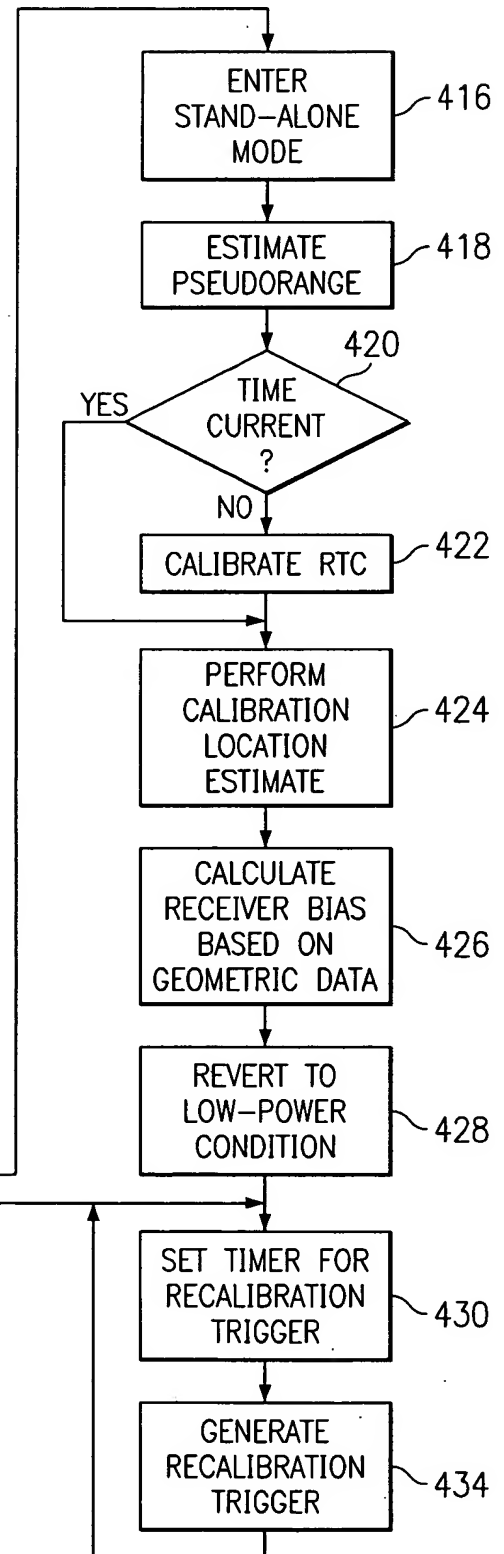 ENTER
STAND-ALONE
MODE
416
ESTIMATE
PSEUDORANGE
418
420
TIME
CURRENT
?
YES
NO
CALIBRATE RTC
422
PERFORM
CALIBRATION
LOCATION
ESTIMATE
424
CALCULATE
RECEIVER BIAS
BASED ON
GEOMETRIC DATA
426
REVERT TO
LOW-POWER
CONDITION
428
SET TIMER FOR
RECALIBRATION
TRIGGER
430
GENERATE
RECALIBRATION
TRIGGER
434